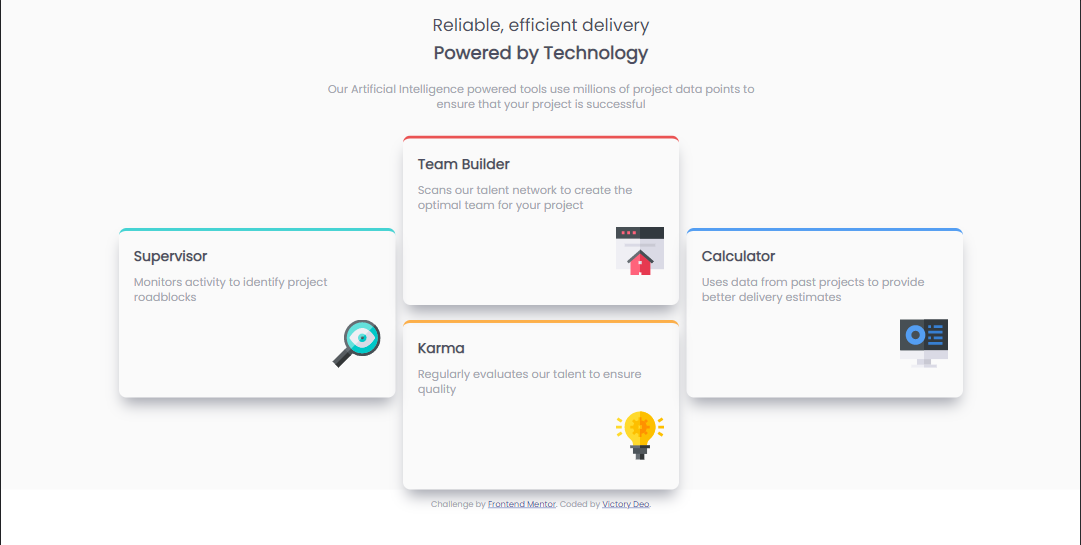 Reliable, efficient delivery
Powered by Technology
Our Artificial Intelligence powered tools use millions of project data points to
ensure that your project is successful
Supervisor
Monitors activity to identify project
roadblocks
Team Builder
Scans our talent network to create the
optimal team for your project
Karma
Regularly evaluates our talent to ensure
quality
Calculator
Uses data from past projects to provide
better delivery estimates
Challenge by Frontend Mentor. Coded by Victory Deo.